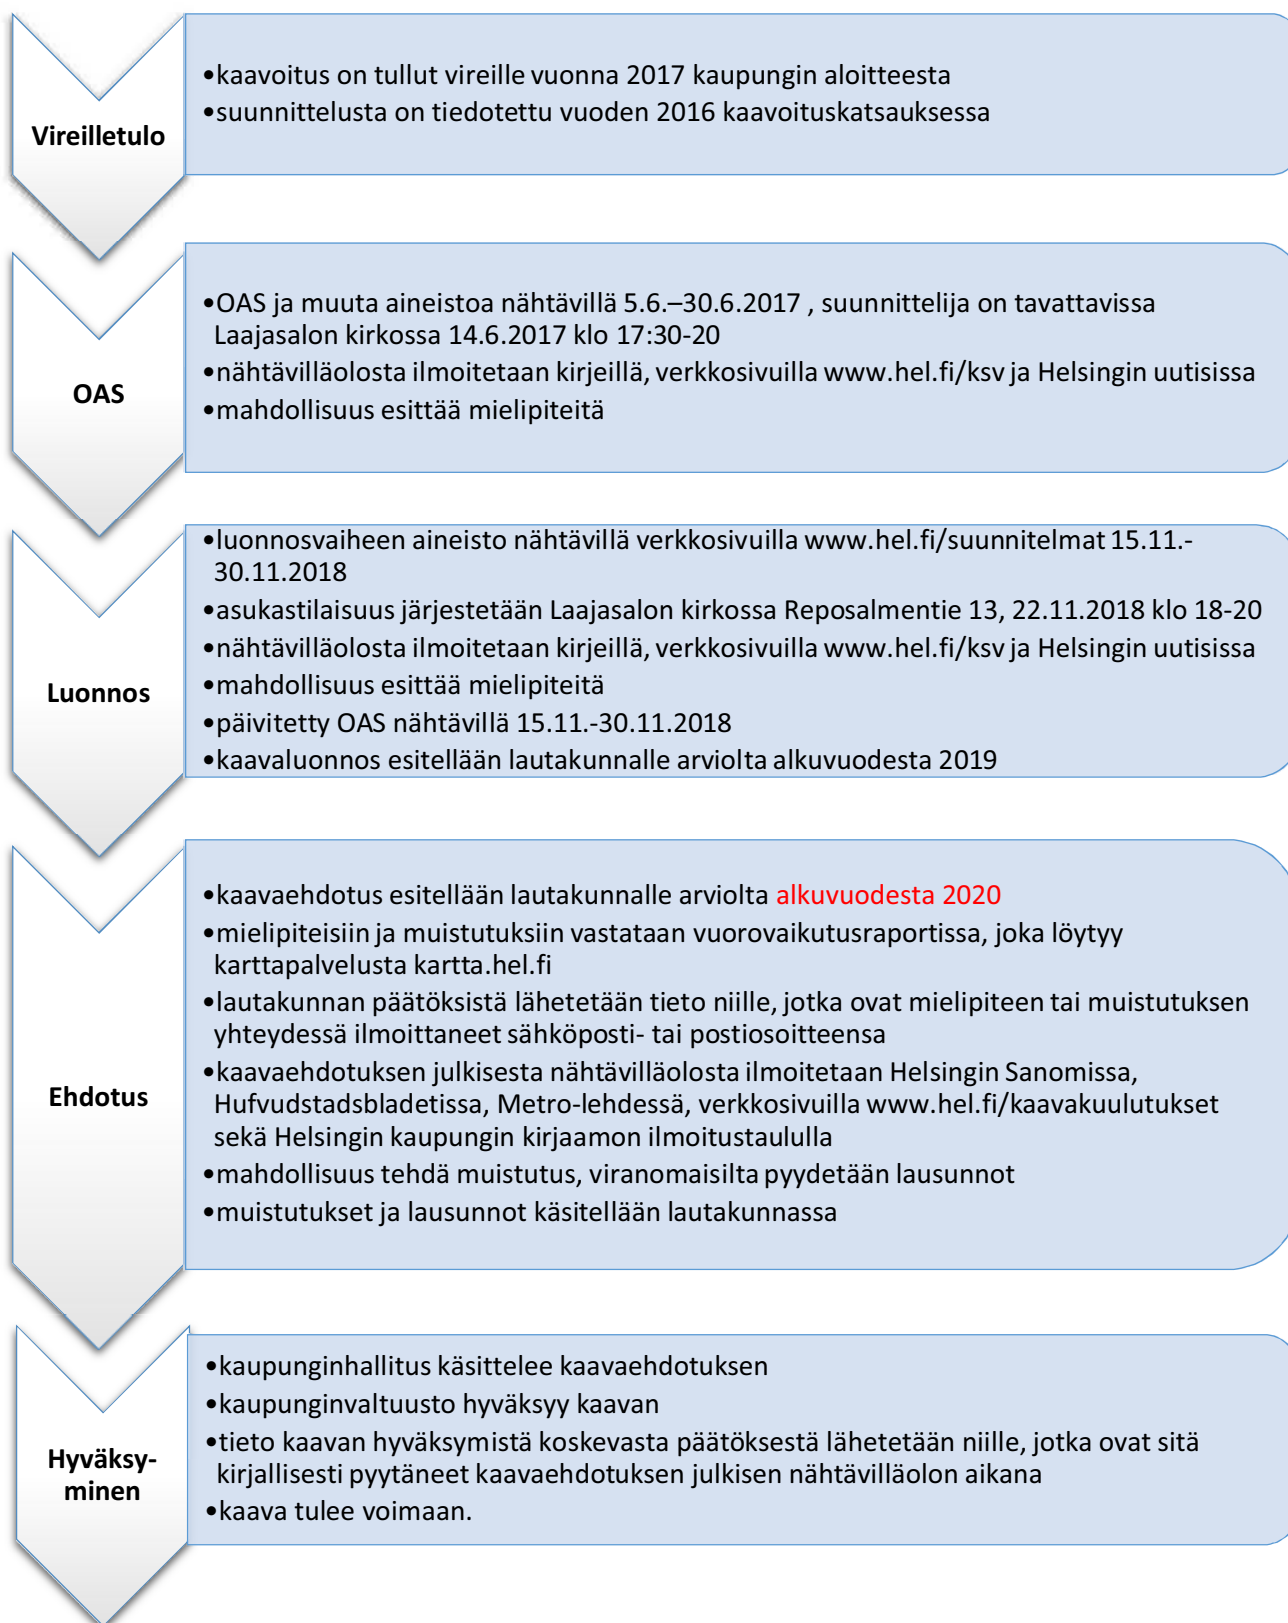 Vireilletulo
•kaavoitus on tullut vireille vuonna 2017 kaupungin aloitteesta
•suunnittelusta on tiedotettu vuoden 2016 kaavoituskatsauksessa
OAS
•OAS ja muuta aineistoa nähtävillä 5.6.–30.6.2017 , suunnittelija on tavattavissa
Laajasalon kirkossa 14.6.2017 klo 17:30-20
•nähtävilläolosta ilmoitetaan kirjeillä, verkkosivuilla www.hel.fi/ksv ja Helsingin uutisissa
•mahdollisuus esittää mielipiteitä
Luonnos
•luonnosvaiheen aineisto nähtävillä verkkosivuilla www.hel.fi/suunnitelmat 15.11.-
30.11.2018
•asukastilaisuus järjestetään Laajasalon kirkossa Reposalmentie 13, 22.11.2018 klo 18-20
•nähtävilläolosta ilmoitetaan kirjeillä, verkkosivuilla www.hel.fi/ksv ja Helsingin uutisissa
•mahdollisuus esittää mielipiteitä
•päivitetty OAS nähtävillä 15.11.-30.11.2018
•kaavaluonnos esitellään lautakunnalle arviolta alkuvuodesta 2019
Ehdotus
•kaavaehdotus esitellään lautakunnalle arviolta alkuvuodesta 2020
•mielipiteisiin ja muistutuksiin vastataan vuorovaikutusraportissa, joka löytyy
karttapalvelusta kartta.hel.fi
•lautakunnan päätöksistä lähetetään tieto niille, jotka ovat mielipiteen tai muistutuksen
yhteydessä ilmoittaneet sähköposti- tai postiosoitteensa
•kaavaehdotuksen julkisesta nähtävilläolosta ilmoitetaan Helsingin Sanomissa,
Hufvudstadsbladetissa, Metro-lehdessä, verkkosivuilla www.hel.fi/kaavakuulutukset
sekä Helsingin kaupungin kirjaamon ilmoitustaululla
•mahdollisuus tehdä muistutus, viranomaisilta pyydetään lausunnot
•muistutukset ja lausunnot käsitellään lautakunnassa
Hyväksy-
minen
•kaupunginhallitus käsittelee kaavaehdotuksen
•kaupunginvaltuusto hyväksyy kaavan
•tieto kaavan hyväksymistä koskevasta päätöksestä lähetetään niille, jotka ovat sitä
kirjallisesti pyytäneet kaavaehdotuksen julkisen nähtävilläolon aikana
•kaava tulee voimaan.